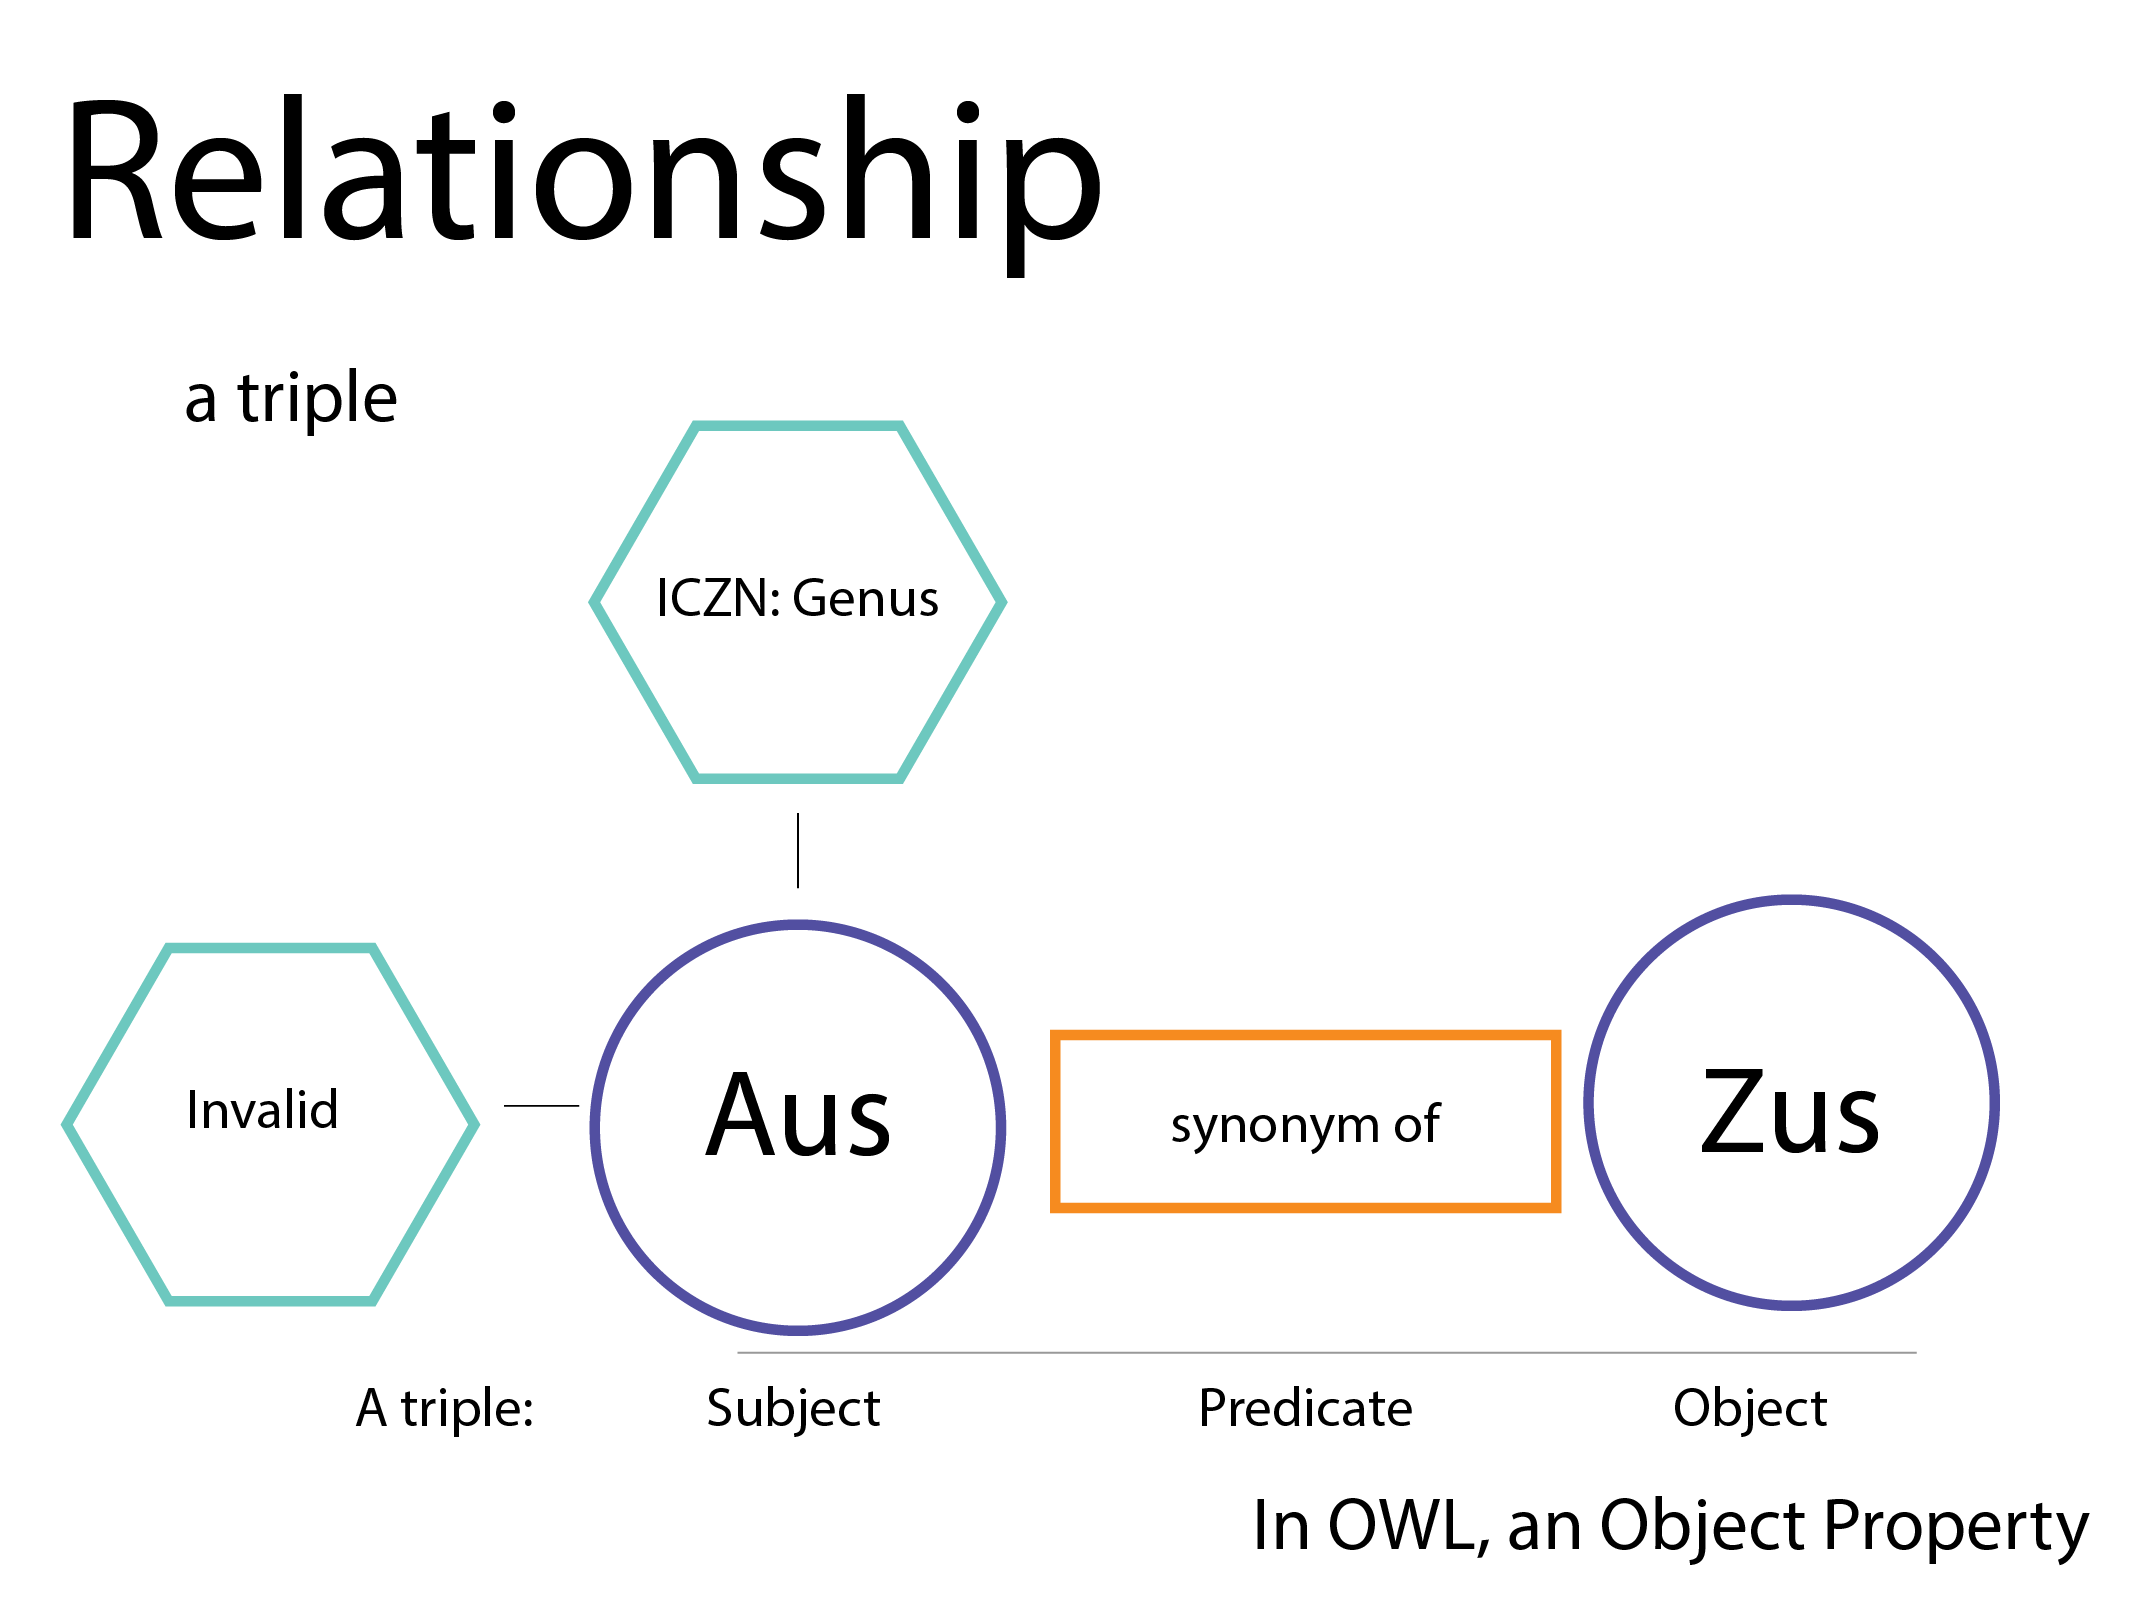 Relationship
a triple
ICZN: Genus
Invalid
Aus
synonym of
Zus
A triple:
Subject
Predicate
Object
In OWL, an Object Property